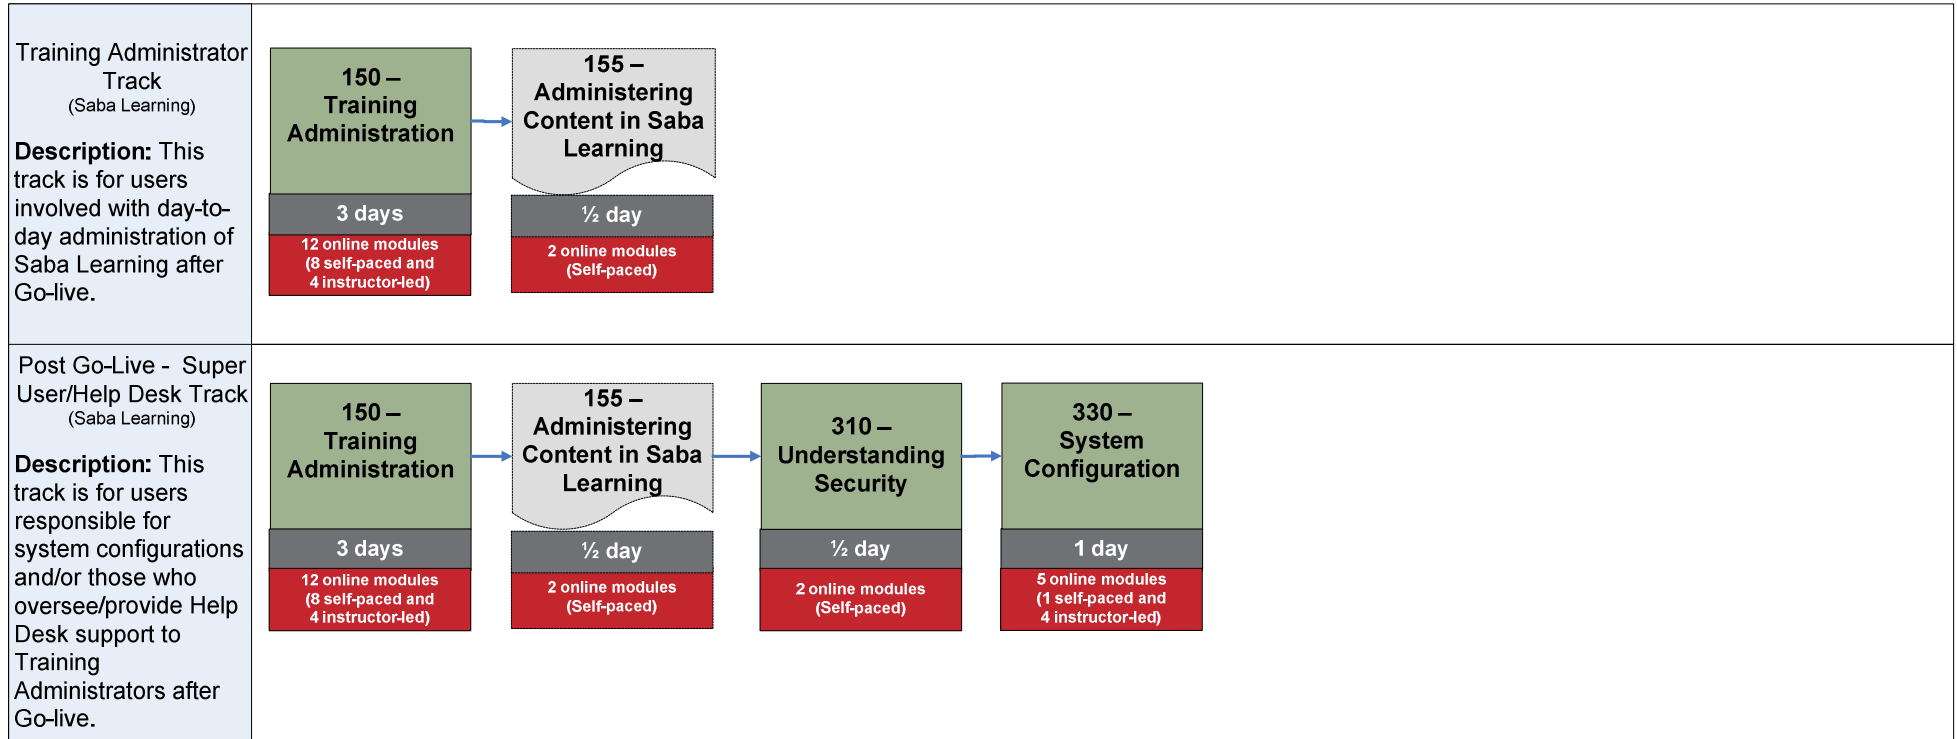 Training Administrator
Track
(Saba Learning)
Description: This
track is for users
involved with day-to-
day administration of
Saba Learning after
Go-live.
150 –
Training
Administration
3 days
12 online modules
(8 self-paced and
4 instructor-led)
155 –
Administering
Content in Saba
Learning
½ day
2 online modules
(Self-paced)
Post Go-Live - Super
User/Help Desk Track
(Saba Learning)
Description: This
track is for users
responsible for
system configurations
and/or those who
oversee/provide Help
Desk support to
Training
Administrators after
Go-live.
150 –
Training
Administration
3 days
12 online modules
(8 self-paced and
4 instructor-led)
155 –
Administering
Content in Saba
Learning
½ day
2 online modules
(Self-paced)
310 –
Understanding
Security
½ day
2 online modules
(Self-paced)
330 –
System
Configuration
1 day
5 online modules
(1 self-paced and
4 instructor-led)